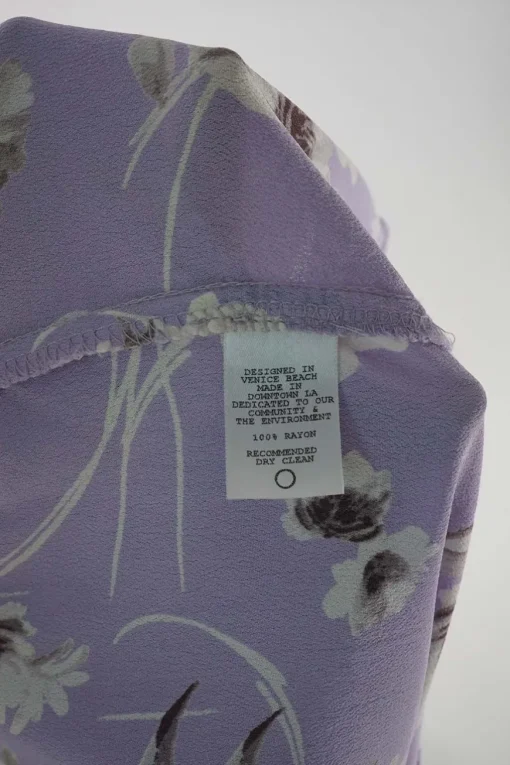 DESIGNED IN
VENICE BEACH
MADE IN
DOWNTOWN LA
DEDICATED TO OUR
COMMUNITY &
THE ENVIRONMENT
100% RAYON
RECOMMENDED
DRY CLEAN